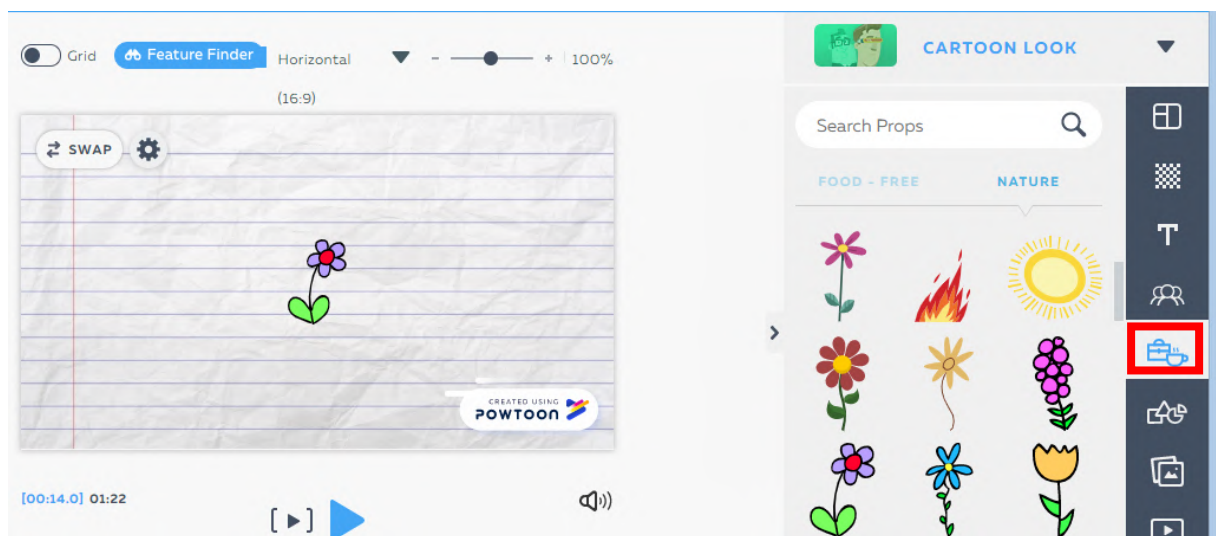 Grid
Feature Finder
Horizontal
(16:9)
- + 100%
CARTOON LOOK
Search Props
SWAP
FOOD - FREE NATURE
T
CREATED USING
POWTOON
[00:14.0] 01:22